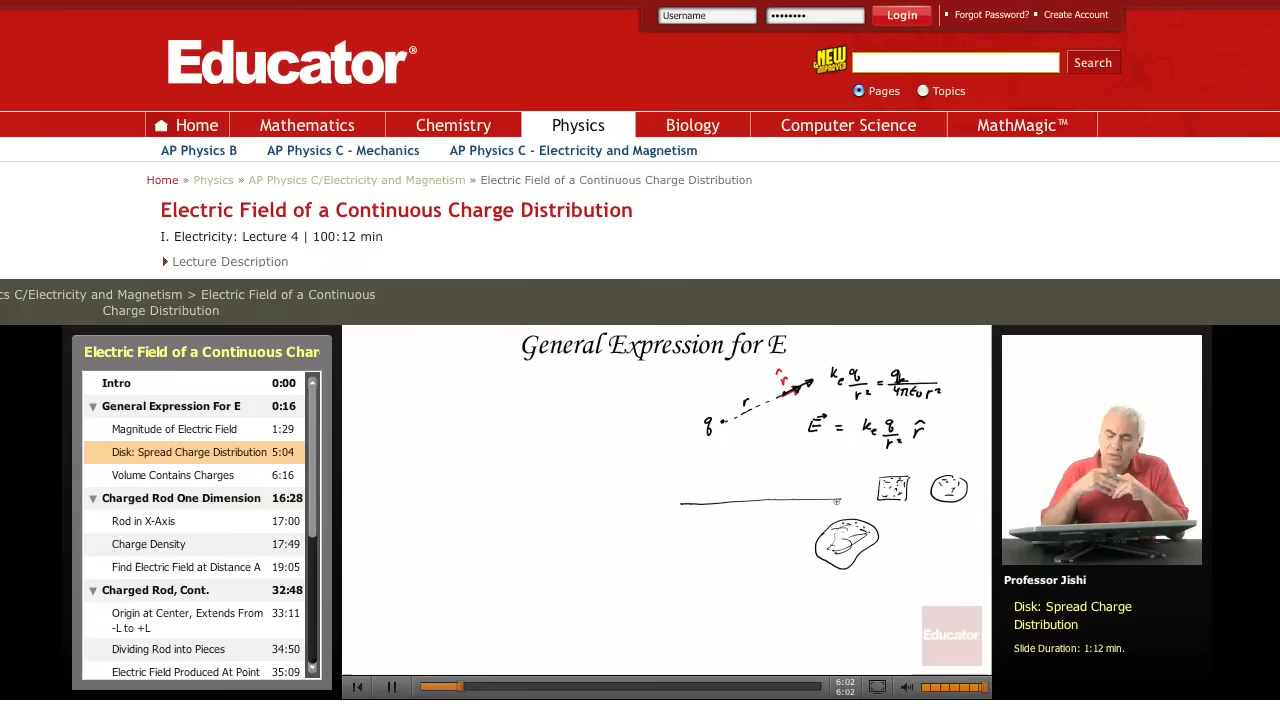 Username
••••••••
Login
Forgot Password?
Create Account
Educator®
NEW
& IMPROVED
Search
Pages
Topics
Home
Mathematics
Chemistry
Physics
Biology
Computer Science
MathMagic™
AP Physics B
AP Physics C - Mechanics
AP Physics C - Electricity and Magnetism
Home » Physics » AP Physics C/Electricity and Magnetism » Electric Field of a Continuous Charge Distribution
Electric Field of a Continuous Charge Distribution
I. Electricity: Lecture 4 | 100:12 min
Lecture Description
cs C/Electricity and Magnetism > Electric Field of a Continuous
Charge Distribution
Electric Field of a Continuous Char
Intro 0:00
General Expression For E 0:16
Magnitude of Electric Field 1:29
Disk: Spread Charge Distribution 5:04
Volume Contains Charges 6:16
Charged Rod One Dimension 16:28
Rod in X-Axis 17:00
Charge Density 17:49
Find Electric Field at Distance A 19:05
Charged Rod, Cont. 32:48
Origin at Center, Extends From
-L to +L 33:11
Dividing Rod into Pieces 34:50
Electric Field Produced At Point 35:09
General Expression for E
r̂
q r
k_e q/r² = q/4πε₀r²
E⃗ = k_e q/r² r̂
Educator
6:02
6:02
Professor Jishi
Disk: Spread Charge
Distribution
Slide Duration: 1:12 min.